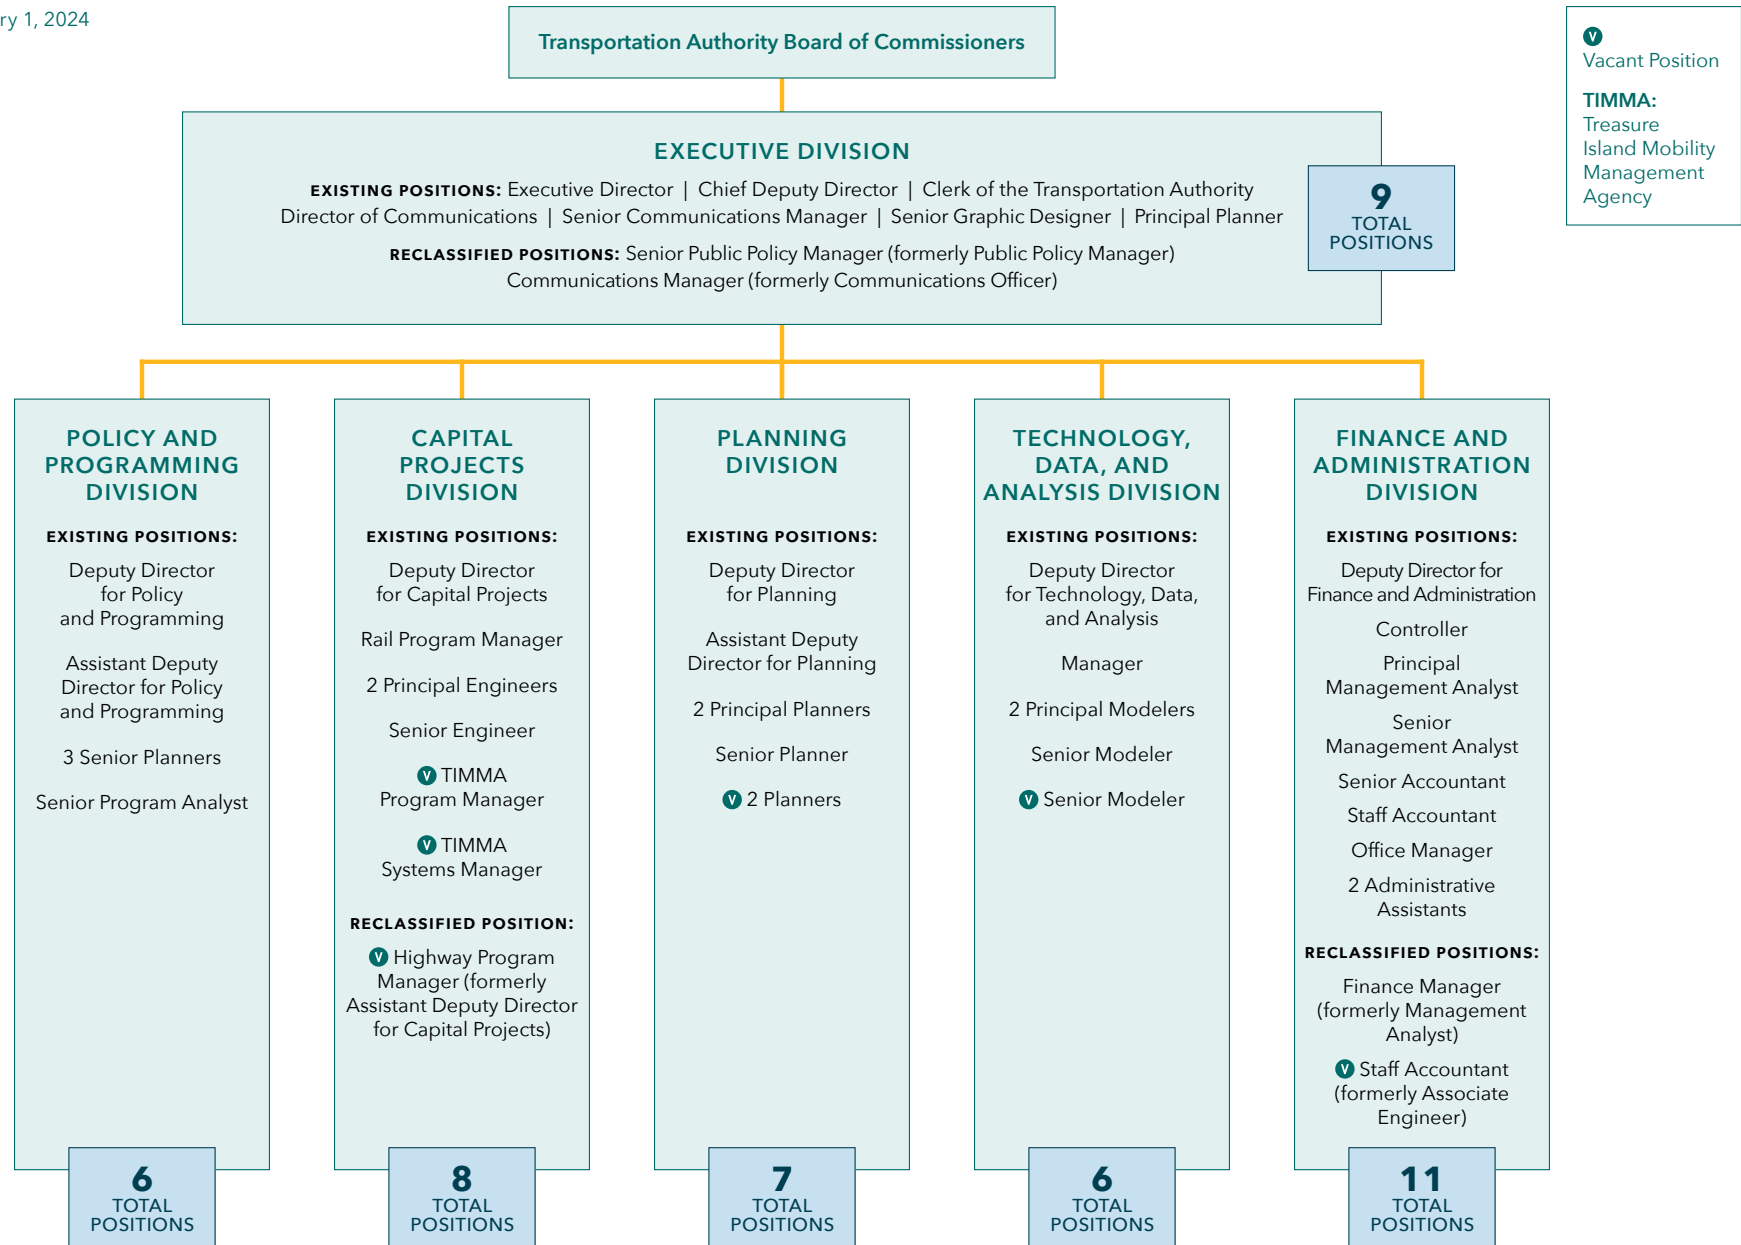 ry 1, 2024
Transportation Authority Board of Commissioners
V
Vacant Position
TIMMA:
Treasure
Island Mobility
Management
Agency
EXECUTIVE DIVISION
EXISTING POSITIONS: Executive Director | Chief Deputy Director | Clerk of the Transportation Authority
Director of Communications | Senior Communications Manager | Senior Graphic Designer | Principal Planner
RECLASSIFIED POSITIONS: Senior Public Policy Manager (formerly Public Policy Manager)
Communications Manager (formerly Communications Officer)
9
TOTAL
POSITIONS
POLICY AND
PROGRAMMING
DIVISION
EXISTING POSITIONS:
Deputy Director
for Policy
and Programming
Assistant Deputy
Director for Policy
and Programming
3 Senior Planners
Senior Program Analyst
6
TOTAL
POSITIONS
CAPITAL
PROJECTS
DIVISION
EXISTING POSITIONS:
Deputy Director
for Capital Projects
Rail Program Manager
2 Principal Engineers
Senior Engineer
V TIMMA
Program Manager
V TIMMA
Systems Manager
RECLASSIFIED POSITION:
V Highway Program
Manager (formerly
Assistant Deputy Director
for Capital Projects)
8
TOTAL
POSITIONS
PLANNING
DIVISION
EXISTING POSITIONS:
Deputy Director
for Planning
Assistant Deputy
Director for Planning
2 Principal Planners
Senior Planner
V 2 Planners
7
TOTAL
POSITIONS
TECHNOLOGY,
DATA, AND
ANALYSIS DIVISION
EXISTING POSITIONS:
Deputy Director
for Technology, Data,
and Analysis
Manager
2 Principal Modelers
Senior Modeler
V Senior Modeler
6
TOTAL
POSITIONS
FINANCE AND
ADMINISTRATION
DIVISION
EXISTING POSITIONS:
Deputy Director for
Finance and Administration
Controller
Principal
Management Analyst
Senior
Management Analyst
Senior Accountant
Staff Accountant
Office Manager
2 Administrative
Assistants
RECLASSIFIED POSITIONS:
Finance Manager
(formerly Management
Analyst)
V Staff Accountant
(formerly Associate
Engineer)
11
TOTAL
POSITIONS